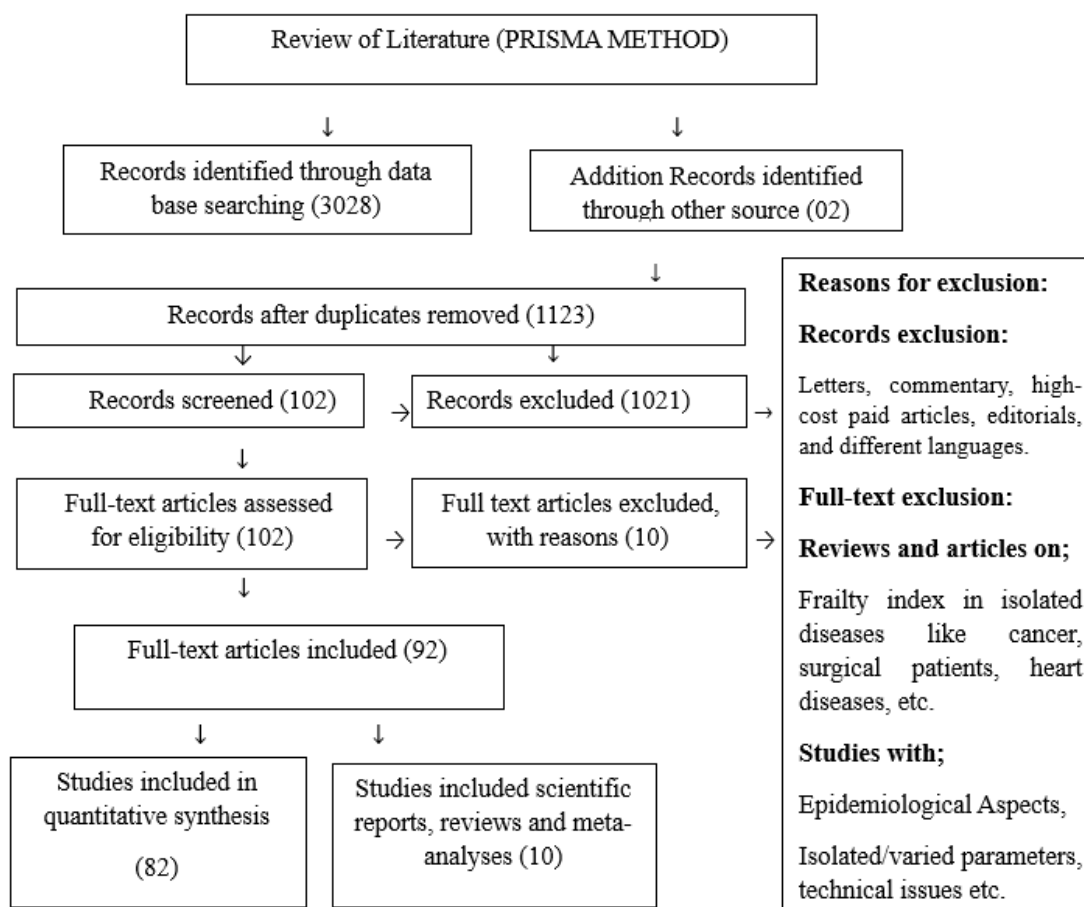 Review of Literature (PRISMA METHOD)
↓
↓
Records identified through data
base searching (3028)
Addition Records identified
through other source (02)
↓
Records after duplicates removed (1123)
↓
↓
Records screened (102)
→
Records excluded (1021)
→
↓
Full-text articles assessed
for eligibility (102)
→
Full text articles excluded,
with reasons (10)
→
↓
Full-text articles included (92)
↓
↓
Studies included in
quantitative synthesis
(82)
Studies included scientific
reports, reviews and meta-
analyses (10)
Reasons for exclusion:
Records exclusion:
Letters, commentary, high-
cost paid articles, editorials,
and different languages.
Full-text exclusion:
Reviews and articles on;
Frailty index in isolated
diseases like cancer,
surgical patients, heart
diseases, etc.
Studies with;
Epidemiological Aspects,
Isolated/varied parameters,
technical issues etc.